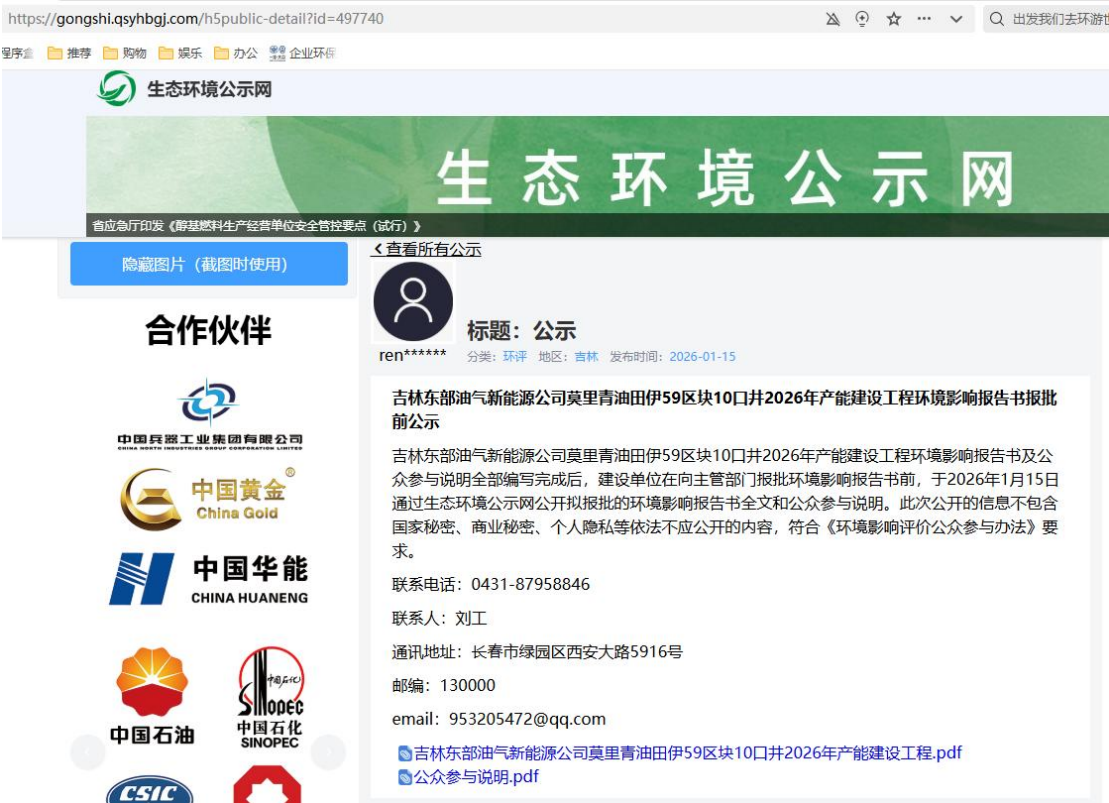 https://gongshi.qsyhbgj.com/h5public-detail?id=497740
出发我们去环游
推荐 购物 娱乐 办公 企业环保
生态环境公示网
生态环境公示网
省应急厅印发《醇基燃料生产经营单位安全管控要点（试行）》
隐藏图片（截图时使用）
合作伙伴
中国兵器工业集团有限公司
CHINA NORTH INDUSTRIES GROUP CORPORATION LIMITED
中国黄金
China Gold
中国华能
CHINA HUANENG
中国石油
中国石化
SINOPEC
中国石化
SINOPEC
CSIC
查看所有公示
标题：公示
ren******
分类：环评 地区：吉林 发布时间：2026-01-15
吉林东部油气新能源公司莫里青油田伊59区块10口井2026年产能建设工程环境影响报告书报批
前公示
吉林东部油气新能源公司莫里青油田伊59区块10口井2026年产能建设工程环境影响报告书及公
众参与说明全部编写完成后，建设单位在向主管部门报批环境影响报告书前，于2026年1月15日
通过生态环境公示网公开拟报批的环境影响报告书全文和公众参与说明。此次公开的信息不包含
国家秘密、商业秘密、个人隐私等依法不应公开的内容，符合《环境影响评价公众参与办法》要
求。
联系电话：0431-87958846
联系人：刘工
通讯地址：长春市绿园区西安大路5916号
邮编：130000
email：953205472@qq.com
吉林东部油气新能源公司莫里青油田伊59区块10口井2026年产能建设工程.pdf
公众参与说明.pdf